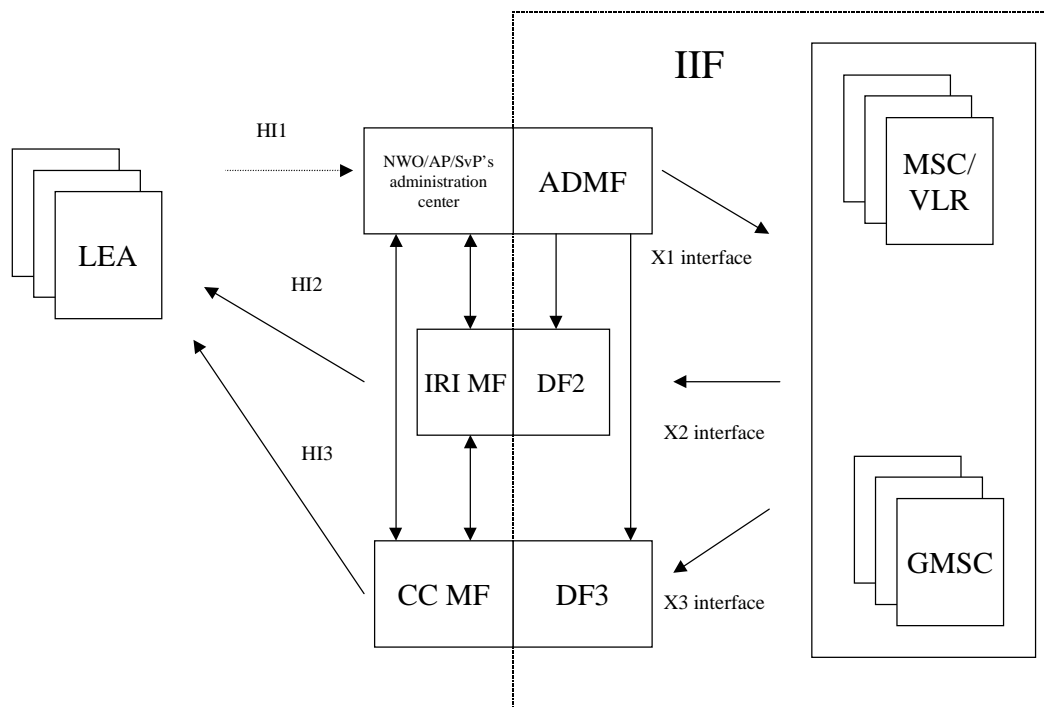 IIF
HI1
NWO/AP/SvP's
administration
center
ADMF
MSC/
VLR
LEA
X1 interface
HI2
IRI MF
DF2
X2 interface
HI3
GMSC
CC MF
DF3
X3 interface